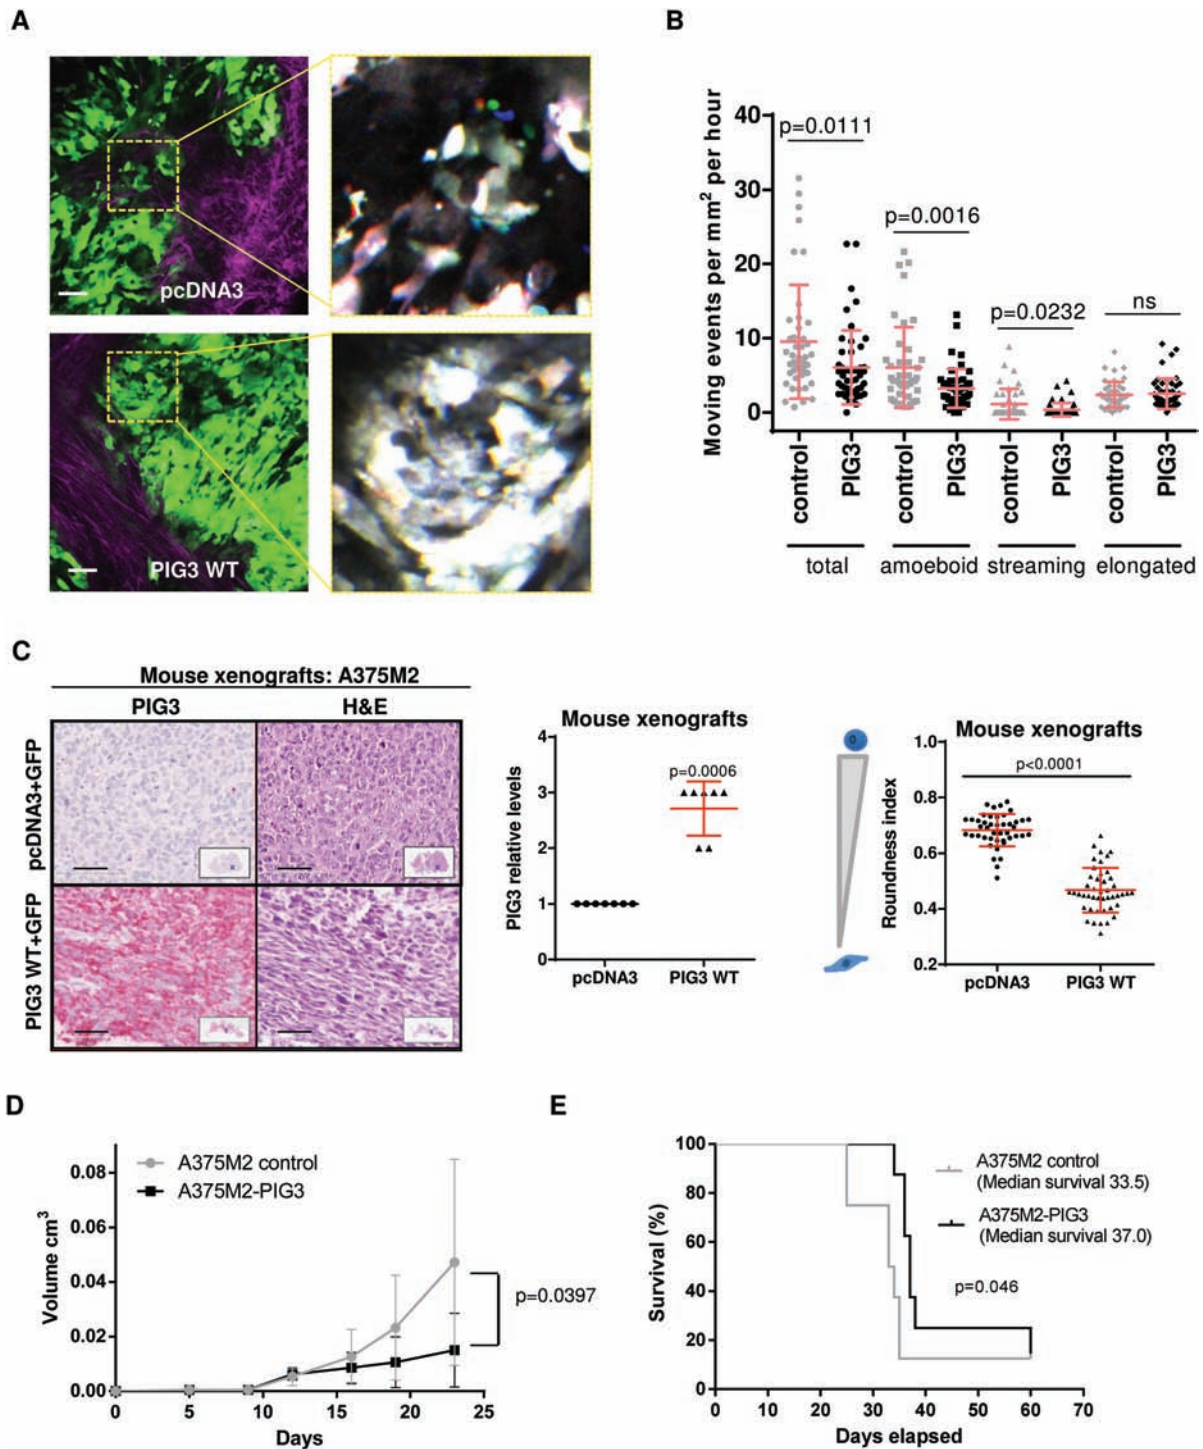 A
pcDNA3
PIG3 WT
B
Moving events per mm² per hour
40
30
20
10
0
p=0.0111
p=0.0016
p=0.0232
ns
control
PIG3
control
PIG3
control
PIG3
control
PIG3
total
amoeboid
streaming
elongated
C
Mouse xenografts: A375M2
PIG3
H&E
pcDNA3+GFP
PIG3 WT+GFP
Mouse xenografts
PIG3 relative levels
4
3
2
1
0
p=0.0006
pcDNA3
PIG3 WT
Mouse xenografts
Roundness index
1.0
0.8
0.6
0.4
0.2
p<0.0001
pcDNA3
PIG3 WT
D
Volume cm³
0.08
0.06
0.04
0.02
0.00
A375M2 control
A375M2-PIG3
p=0.0397
0
5
10
15
20
25
Days
E
Survival (%)
100
80
60
40
20
0
A375M2 control
(Median survival 33.5)
A375M2-PIG3
(Median survival 37.0)
p=0.046
0
10
20
30
40
50
60
70
Days elapsed